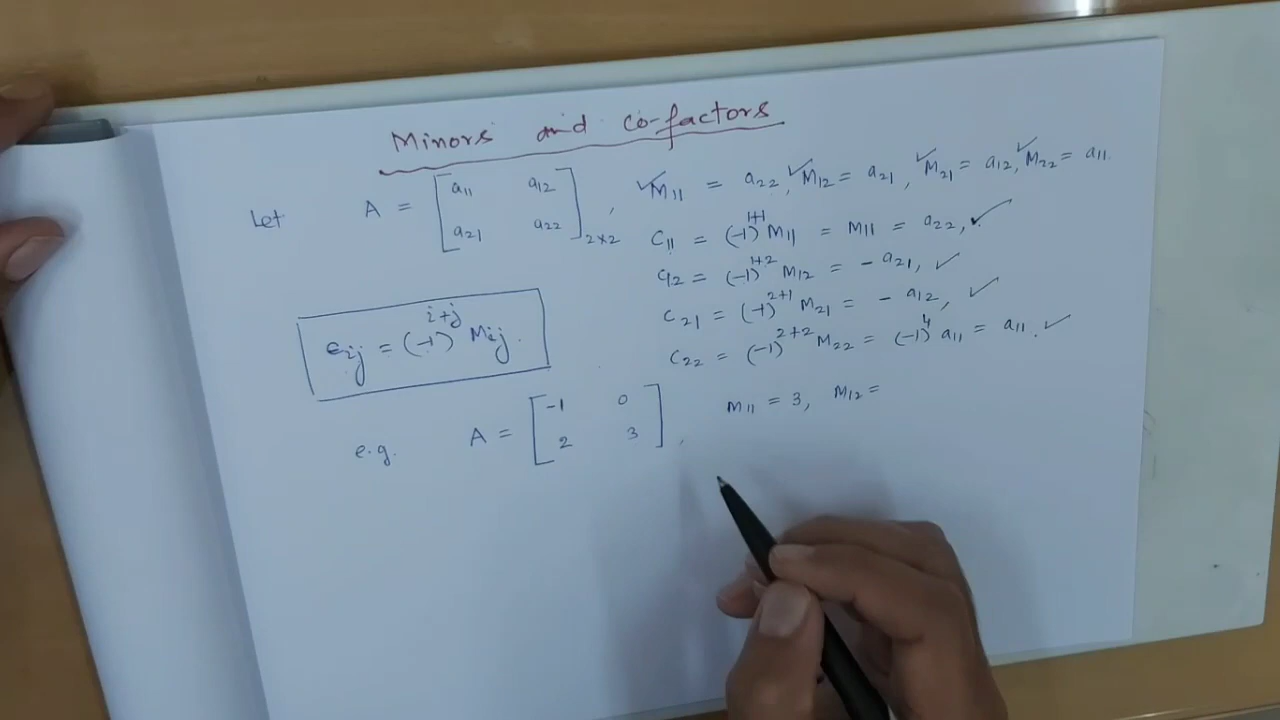 Minors and co-factors
Let A = [a11 a12
a21 a22]2×2, ✓M11 = a22, ✓M12 = a21, ✓M21 = a12, ✓M22 = a11.
C11 = (-1)^1+1 M11 = M11 = a22, ✓
C12 = (-1)^1+2 M12 = - a21, ✓
C21 = (-1)^2+1 M21 = - a12, ✓
C22 = (-1)^2+2 M22 = (-1)^4 a11 = a11. ✓
Cij = (-1)^i+j Mij.
e.g. A = [-1 0
2 3], M11 = 3, M12 =